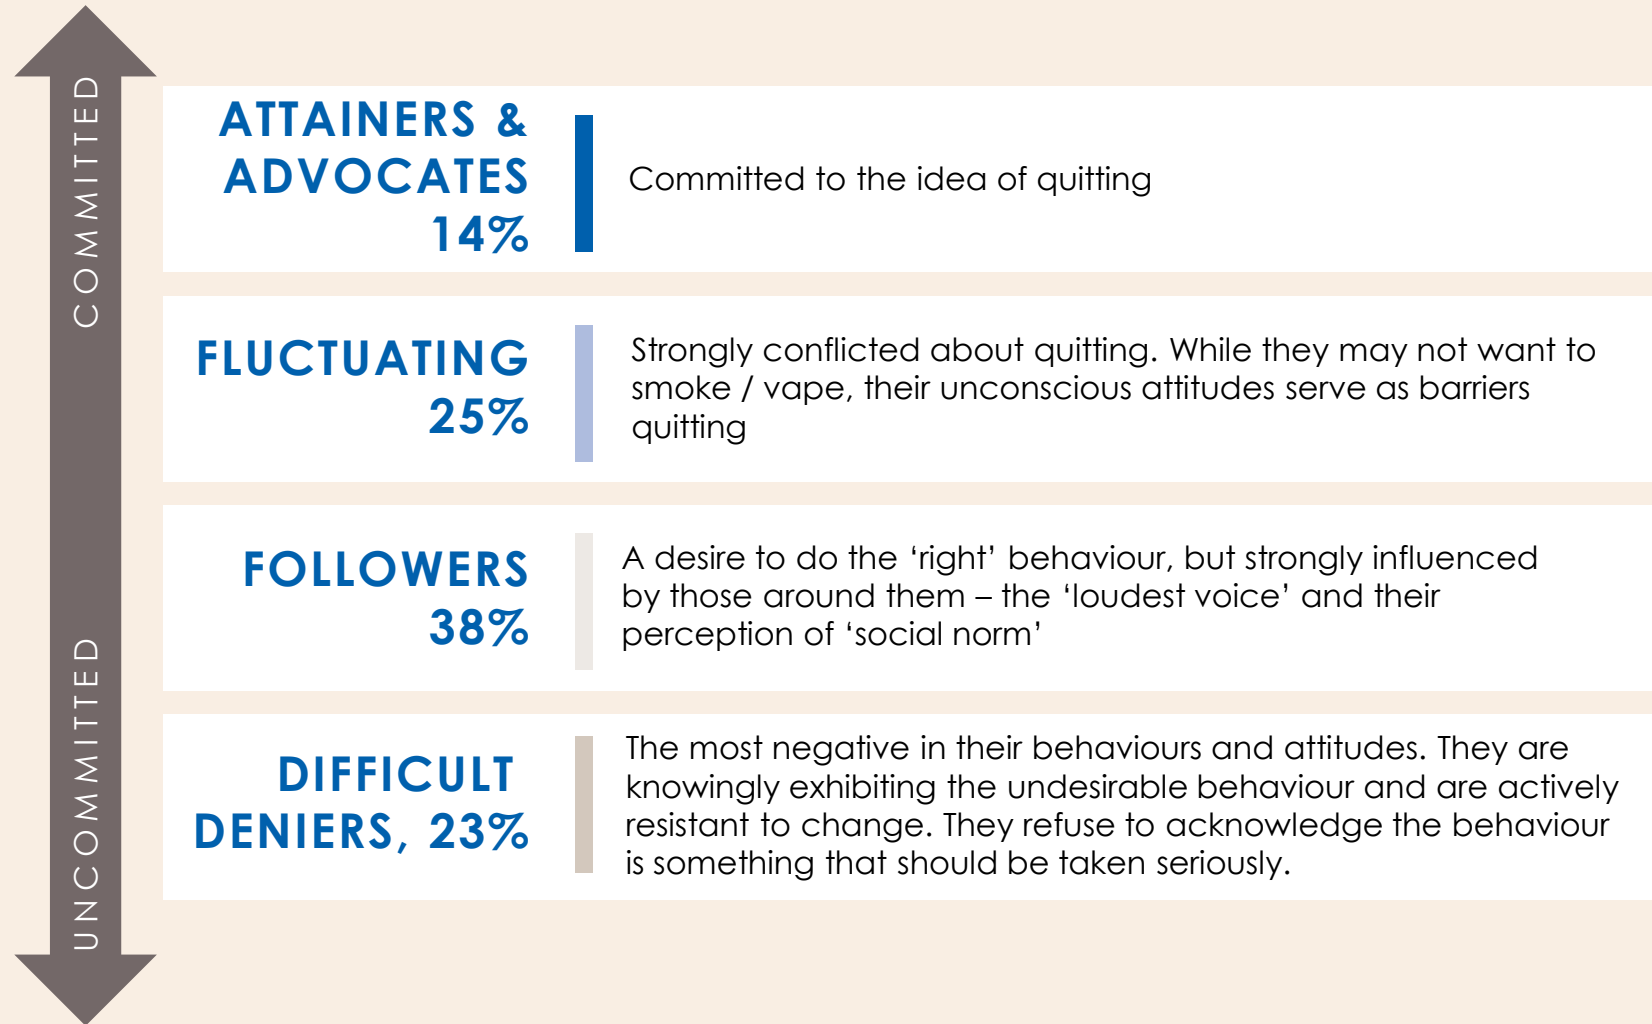 COMMITTED
ATTAINERS &
ADVOCATES
14%
Committed to the idea of quitting
FLUCTUATING
25%
Strongly conflicted about quitting. While they may not want to
smoke / vape, their unconscious attitudes serve as barriers
quitting
FOLLOWERS
38%
A desire to do the ‘right’ behaviour, but strongly influenced
by those around them – the ‘loudest voice’ and their
perception of ‘social norm’
UNCOMMITTED
DIFFICULT
DENIERS, 23%
The most negative in their behaviours and attitudes. They are
knowingly exhibiting the undesirable behaviour and are actively
resistant to change. They refuse to acknowledge the behaviour
is something that should be taken seriously.